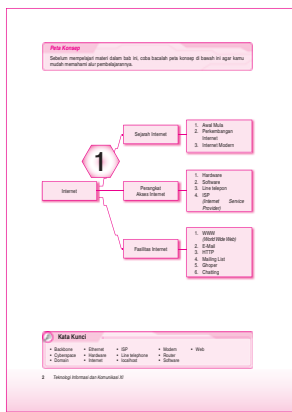 Peta Konsep
Sebelum mempelajari materi dalam bab ini, coba bacalah peta konsep di bawah ini agar kamu
mudah memahami alur pembelajarannya.
1
Internet
Sejarah Internet
1. Awal Mula
2. Perkembangan
Internet
3. Internet Modern
Perangkat
Akses Internet
1. Hardware
2. Software
3. Line telepon
4. ISP
(Internet Service
Provider)
Fasilitas Internet
1. WWW
(World Wide Web)
2. E-Mail
3. HTTP
4. Mailing List
5. Ghoper
6. Chatting
Kata Kunci
• Backbone • Ethernet • ISP • Modem • Web
• Cyberspace • Hardware • Line telephone • Router
• Domain • Internet • localhost • Software
2 Teknologi Informasi dan Komunikasi XI